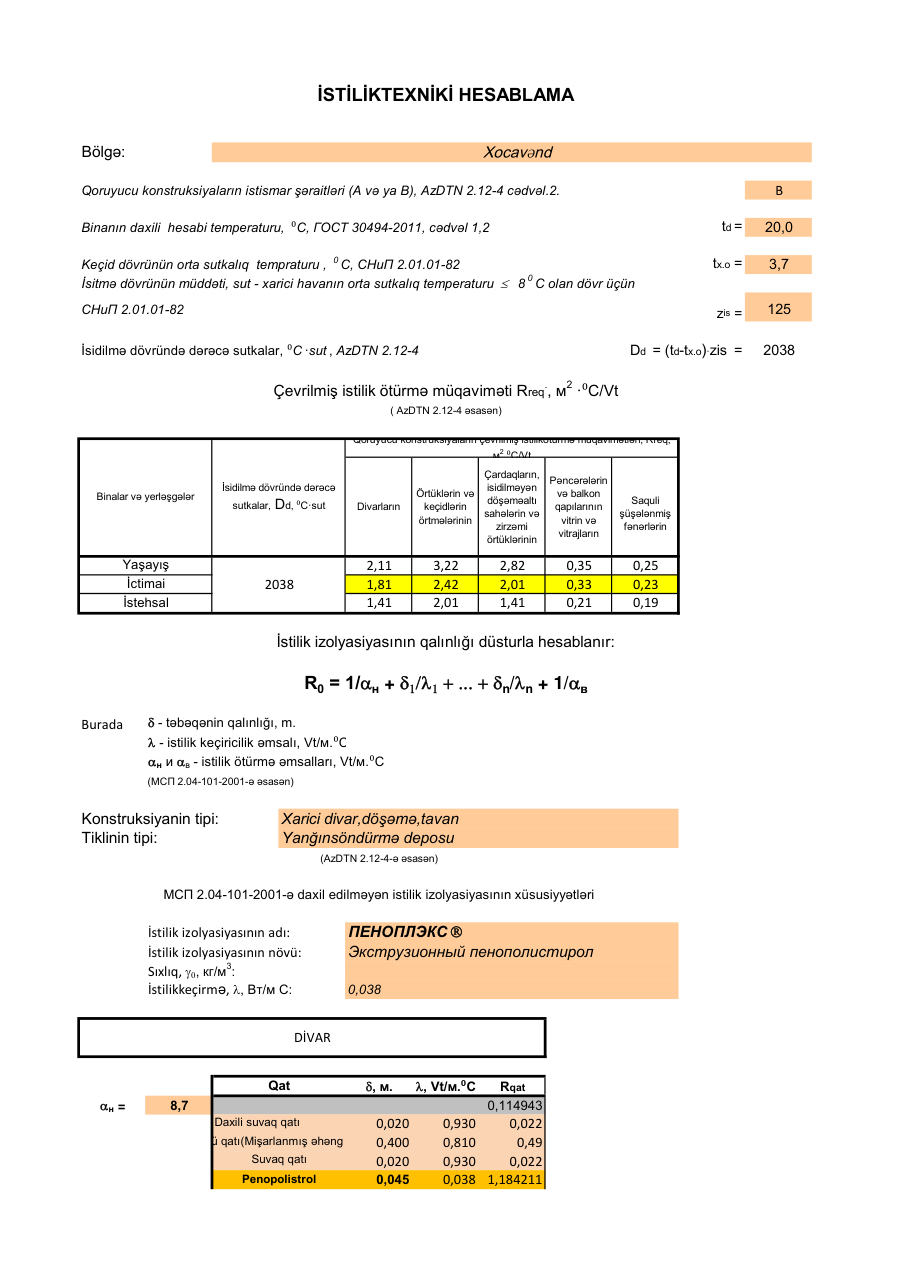 İSTİLİKTEXNİKİ HESABLAMA
Bölgə: Xocavənd
Qoruyucu konstruksiyaların istismar şəraitləri (A və ya B), AzDTN 2.12-4 cədvəl.2. B
Binanın daxili hesabi temperaturu, ⁰C, ГОСТ 30494-2011, cədvəl 1,2 td = 20,0
Keçid dövrünün orta sutkalıq tempraturu , ⁰ C, СНиП 2.01.01-82 tx.o = 3,7
İsitmə dövrünün müddəti, sut - xarici havanın orta sutkalıq temperaturu ≤ 8 ⁰ C olan dövr üçün
СНиП 2.01.01-82 zis = 125
İsidilmə dövründə dərəcə sutkalar, ⁰C ·sut , AzDTN 2.12-4 Dd = (td-tx.o)·zis = 2038
Çevrilmiş istilik ötürmə müqaviməti Rreq·, м² ·⁰C/Vt
( AzDTN 2.12-4 əsasən)
Qoruyucu konstruksiyaların çevrilmiş istilikötürmə müqavimətləri, Rreq,
м² ⁰C/Vt
Binalar və yerləşgələr
İsidilmə dövründə dərəcə
sutkalar, Dd, ⁰C·sut
Divarların
Örtüklərin və
keçidlərin
örtmələrinin
Çardaqların,
isidilməyən
döşəməaltı
sahələrin və
zirzəmi
örtüklərinin
Pəncərələrin
və balkon
qapılarının
vitrin və
vitrajların
Saquli
şüşələnmiş
fənərlərin
Yaşayış 2,11 3,22 2,82 0,35 0,25
İctimai 2038 1,81 2,42 2,01 0,33 0,23
İstehsal 1,41 2,01 1,41 0,21 0,19
İstilik izolyasiyasının qalınlığı düsturla hesablanır:
R₀ = 1/αн + δ₁/λ₁ + ... + δn/λn + 1/αв
Burada δ - təbəqənin qalınlığı, m.
λ - istilik keçiricilik əmsalı, Vt/м.⁰C
αн и αв - istilik ötürmə əmsalları, Vt/м.⁰C
(МСП 2.04-101-2001-ə əsasən)
Konstruksiyanin tipi: Xarici divar,döşəmə,tavan
Tiklinin tipi: Yanğınsöndürmə deposu
(AzDTN 2.12-4-ə əsasən)
МСП 2.04-101-2001-ə daxil edilməyən istilik izolyasiyasının xüsusiyyətləri
İstilik izolyasiyasının adı: ПЕНОПЛЭКС ®
İstilik izolyasiyasının növü: Экструзионный пенополистирол
Sıxlıq, γ₀, кг/м³:
İstilikkeçirmə, λ, Вт/м С: 0,038
DİVAR
Qat δ, м. λ, Vt/м.⁰C Rqat
αн = 8,7 0,114943
Daxili suvaq qatı 0,020 0,930 0,022
ü qatı(Mişarlanmış əhəng 0,400 0,810 0,49
Suvaq qatı 0,020 0,930 0,022
Penopolistrol 0,045 0,038 1,184211